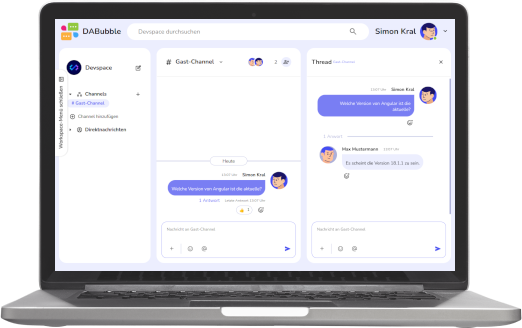 DABubble
Devspace durchsuchen
Simon Kral
Workspace-Menü schließen
Devspace
Channels
# Gast-Channel
Channel hinzufügen
Direktnachrichten
# Gast-Channel
2
Heute
Simon Kral
Welche Version von Angular ist die aktuelle?
1 Antwort
1
Nachricht an Gast-Channel
Thread Gast-Channel
Simon Kral
Welche Version von Angular ist die
aktuelle?
1 Antwort
Max Mustermann
Es scheint die Version 18.1.1 zu sein
Nachricht an Gast-Channel